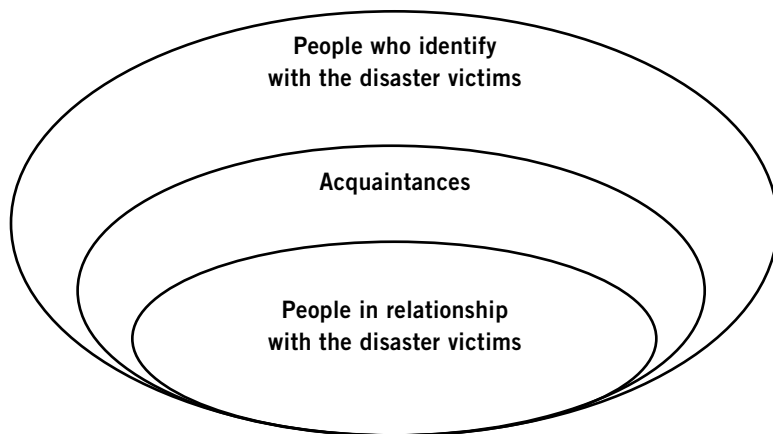 People who identify
with the disaster victims
Acquaintances
People in relationship
with the disaster victims